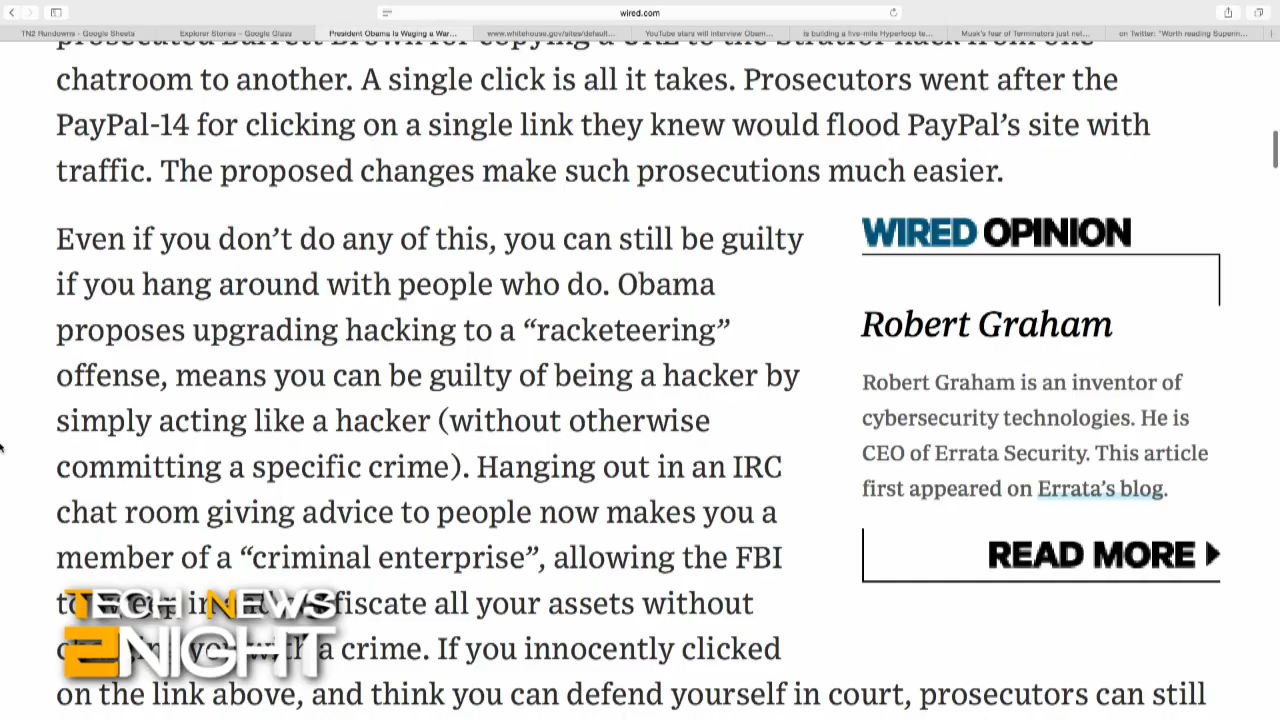 wired.com
TN2 Rundowns - Google Sheets
Explorer Stories – Google Glass
President Obama Is Waging a War...
www.whitehouse.gov/sites/default...
YouTube stars will interview Obam...
Is building a five-mile Hyperloop te...
Musk's fear of Terminators just net...
on Twitter: "Worth reading Superin...
prosecuted Barrett Brown for copying a URL to the Stratfor hack from one
chatroom to another. A single click is all it takes. Prosecutors went after the
PayPal-14 for clicking on a single link they knew would flood PayPal’s site with
traffic. The proposed changes make such prosecutions much easier.
Even if you don’t do any of this, you can still be guilty
if you hang around with people who do. Obama
proposes upgrading hacking to a “racketeering”
offense, means you can be guilty of being a hacker by
simply acting like a hacker (without otherwise
committing a specific crime). Hanging out in an IRC
chat room giving advice to people now makes you a
member of a “criminal enterprise”, allowing the FBI
fiscate all your assets without
a crime. If you innocently clicked
on the link above, and think you can defend yourself in court, prosecutors can still
WIRED OPINION
Robert Graham
Robert Graham is an inventor of
cybersecurity technologies. He is
CEO of Errata Security. This article
first appeared on Errata’s blog.
READ MORE
TECH NEWS
2NIGHT